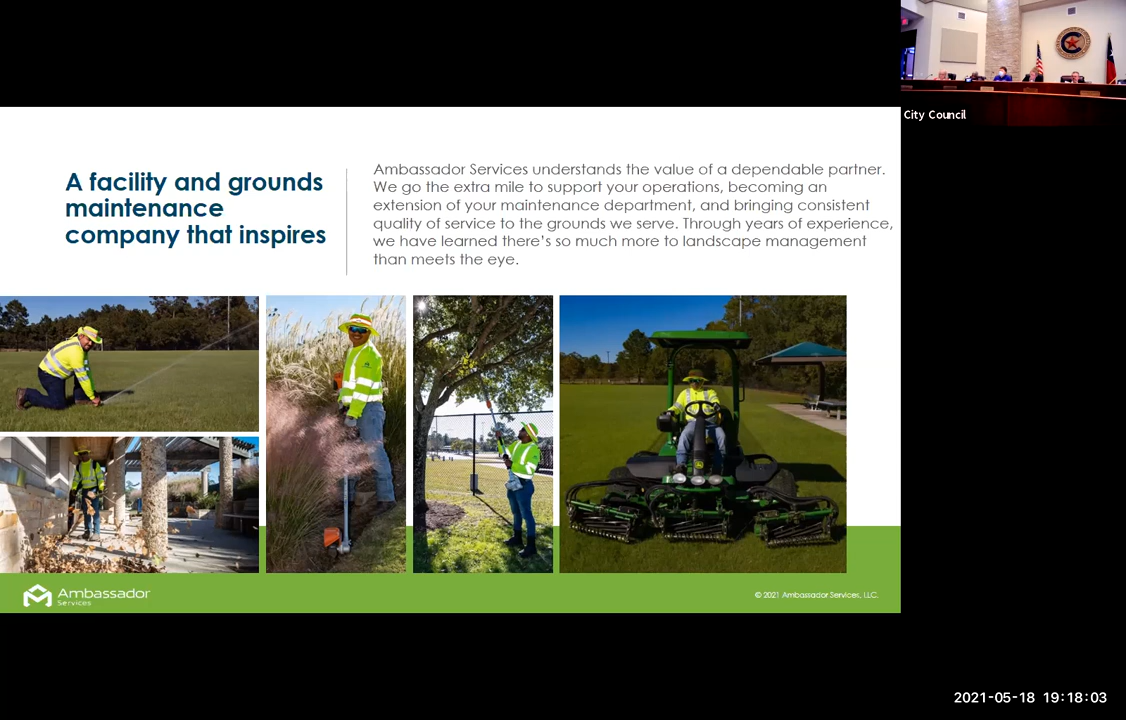 City Council
A facility and grounds
maintenance
company that inspires
Ambassador Services understands the value of a dependable partner.
We go the extra mile to support your operations, becoming an
extension of your maintenance department, and bringing consistent
quality of service to the grounds we serve. Through years of experience,
we have learned there's so much more to landscape management
than meets the eye.
Ambassador
Services
© 2021 Ambassador Services, LLC.
2021-05-18 19:18:03